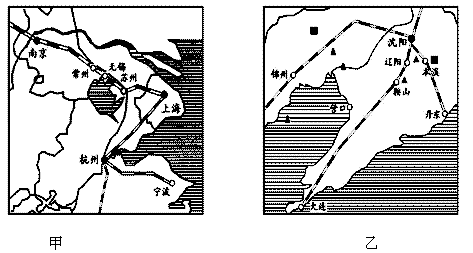 南京
常州
无锡
苏州
上海
杭州
宁波
沈阳
辽阳
本溪
锦州
鞍山
营口
丹东
大连
甲
乙